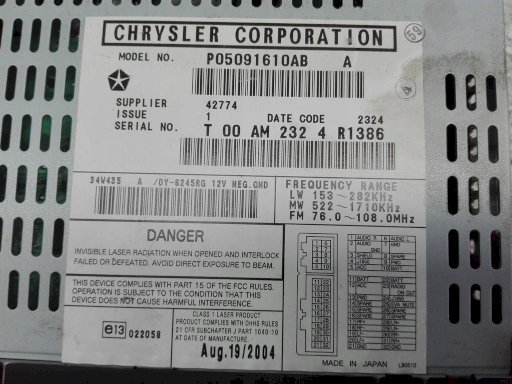 CHRYSLER CORPORATION
MODEL NO. P05091610AB A
SUPPLIER 42774
ISSUE 1 DATE CODE 2324
SERIAL NO. T 00 AM 232 4 R1386
34V435 A /DY-8245RG 12V NEG.GND
FREQUENCY RANGE
LW 153~282KHz
MW 522~1710KHz
FM 76.0~108.0MHz
DANGER
INVISIBLE LASER RADIATION WHEN OPENED AND INTERLOCK
FAILED OR DEFEATED. AVOID DIRECT EXPOSURE TO BEAM.
THIS DEVICE COMPLIES WITH PART 15 OF THE FCC RULES.
OPERATION IS SUBJECT TO THE CONDITION THAT THIS
DEVICE DOES NOT CAUSE HARMFUL INTERFERENCE.
e13 022058
CLASS 1 LASER PRODUCT
PRODUCT COMPLIES WITH DHHS RULES
21 CFR SUBCHAPTER J PART 1040:10
AT DATE OF MANUFACTURE.
Aug.19/2004
MADE IN JAPAN L90510